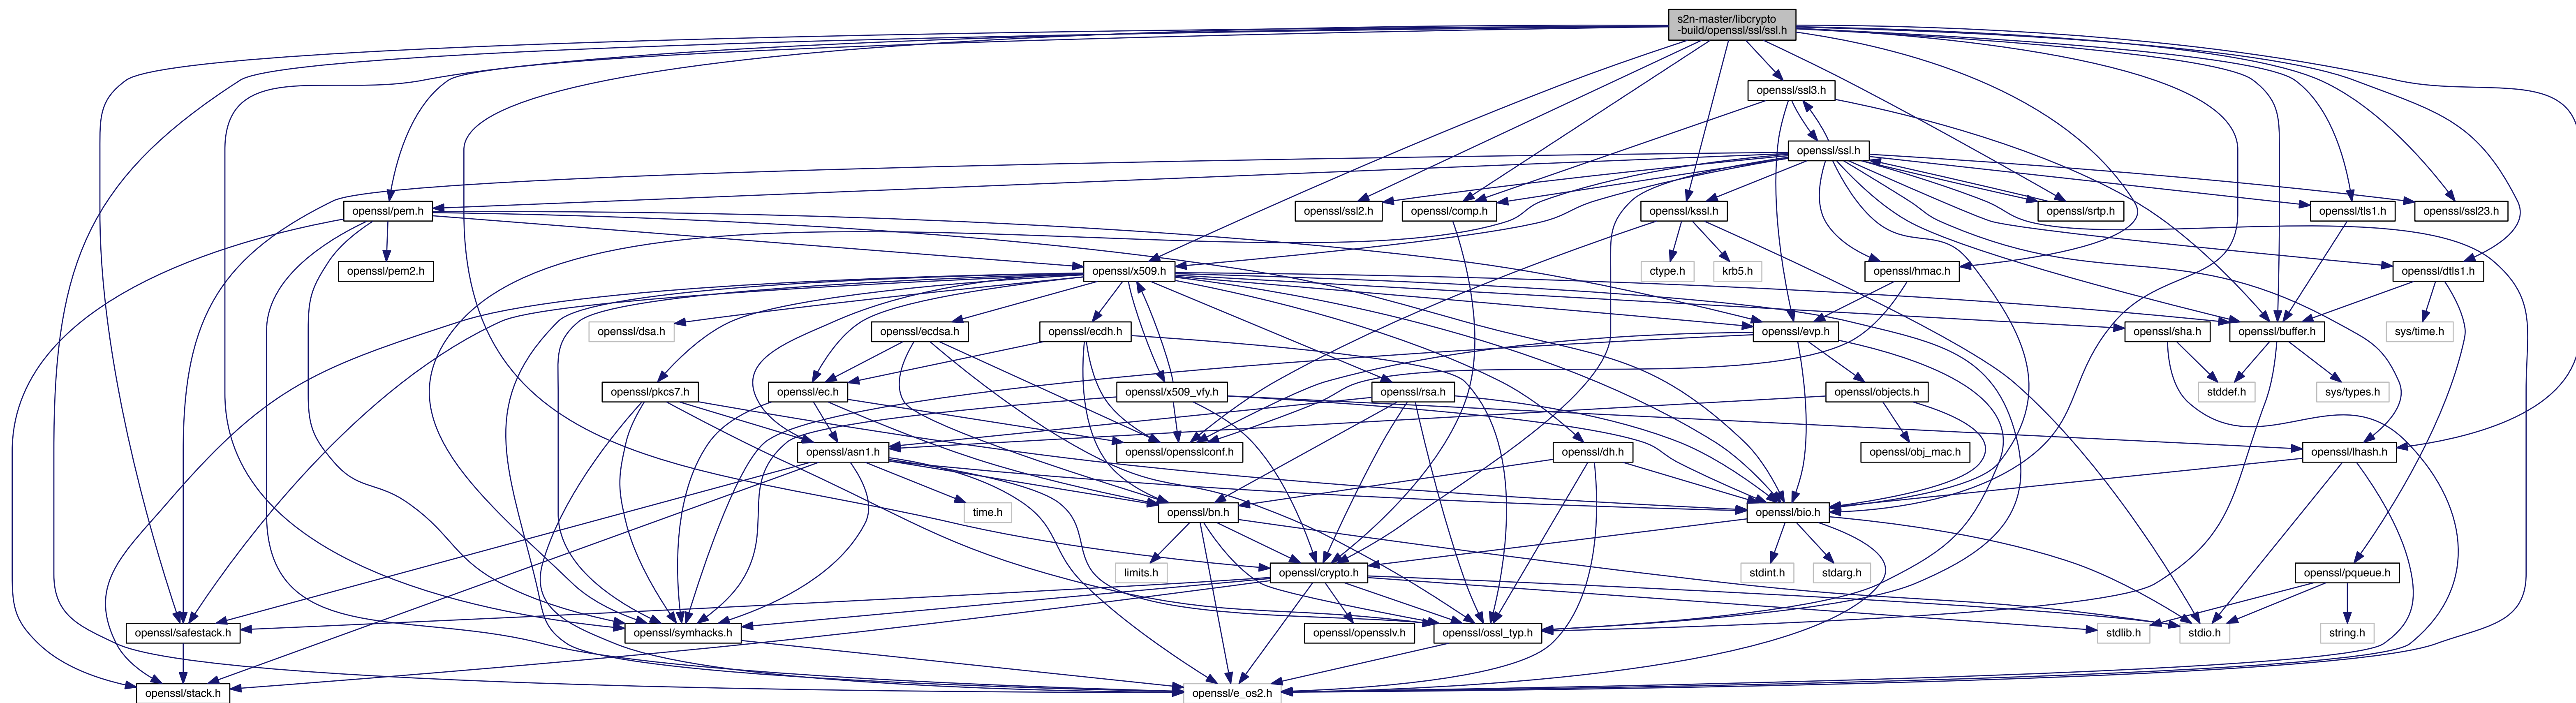 s2n-master/libcrypto
-build/openssl/ssl/ssl.h
openssl/ssl3.h
openssl/ssl.h
openssl/pem.h
openssl/ssl2.h
openssl/comp.h
openssl/kssl.h
openssl/srtp.h
openssl/tls1.h
openssl/ssl23.h
openssl/pem2.h
openssl/x509.h
ctype.h
krb5.h
openssl/hmac.h
openssl/dtls1.h
openssl/dsa.h
openssl/ecdsa.h
openssl/ecdh.h
openssl/evp.h
openssl/sha.h
openssl/buffer.h
sys/time.h
openssl/pkcs7.h
openssl/ec.h
openssl/x509_vfy.h
openssl/rsa.h
openssl/objects.h
stddef.h
sys/types.h
openssl/asn1.h
openssl/opensslconf.h
openssl/dh.h
openssl/obj_mac.h
openssl/lhash.h
time.h
openssl/bn.h
openssl/bio.h
limits.h
openssl/crypto.h
stdint.h
stdarg.h
openssl/pqueue.h
openssl/safestack.h
openssl/symhacks.h
openssl/opensslv.h
openssl/ossl_typ.h
stdlib.h
stdio.h
string.h
openssl/stack.h
openssl/e_os2.h